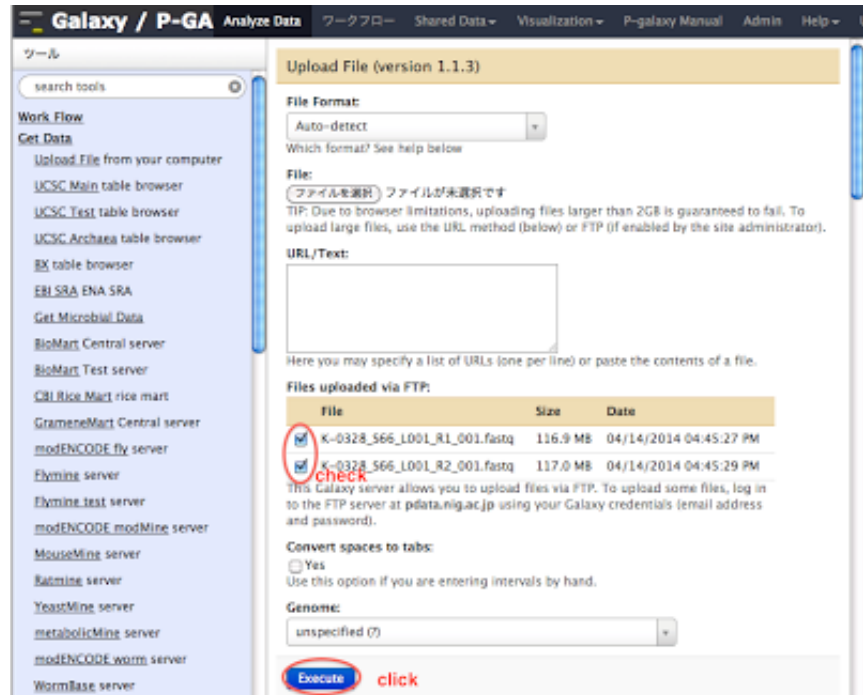 Galaxy / P-GA
Analyze Data
ワークフロー
Shared Data
Visualization
P-galaxy Manual
Admin
Help
ツール
search tools
Work Flow
Get Data
Upload File from your computer
UCSC Main table browser
UCSC Test table browser
UCSC Archaea table browser
BX table browser
EBI SRA ENA SRA
Get Microbial Data
BioMart Central server
BioMart Test server
CBI Rice Mart rice mart
GrameneMart Central server
modENCODE fly server
Flymine server
Flymine test server
modENCODE modMine server
MouseMine server
Ratmine server
YeastMine server
metabolicMine server
modENCODE worm server
WormBase server
Upload File (version 1.1.3)
File Format:
Auto-detect
Which format? See help below
File:
ファイルを選択 ファイルが未選択です
TIP: Due to browser limitations, uploading files larger than 2GB is guaranteed to fail. To
upload large files, use the URL method (below) or FTP (if enabled by the site administrator).
URL/Text:
Here you may specify a list of URLs (one per line) or paste the contents of a file.
Files uploaded via FTP:
File Size Date
K-0328_S66_L001_R1_001.fastq 116.9 MB 04/14/2014 04:45:27 PM
K-0328_S66_L001_R2_001.fastq 117.0 MB 04/14/2014 04:45:29 PM
check
This Galaxy server allows you to upload files via FTP. To upload some files, log in
to the FTP server at pdata.nig.ac.jp using your Galaxy credentials (email address
and password).
Convert spaces to tabs:
Yes
Use this option if you are entering intervals by hand.
Genome:
unspecified (?)
Execute
click